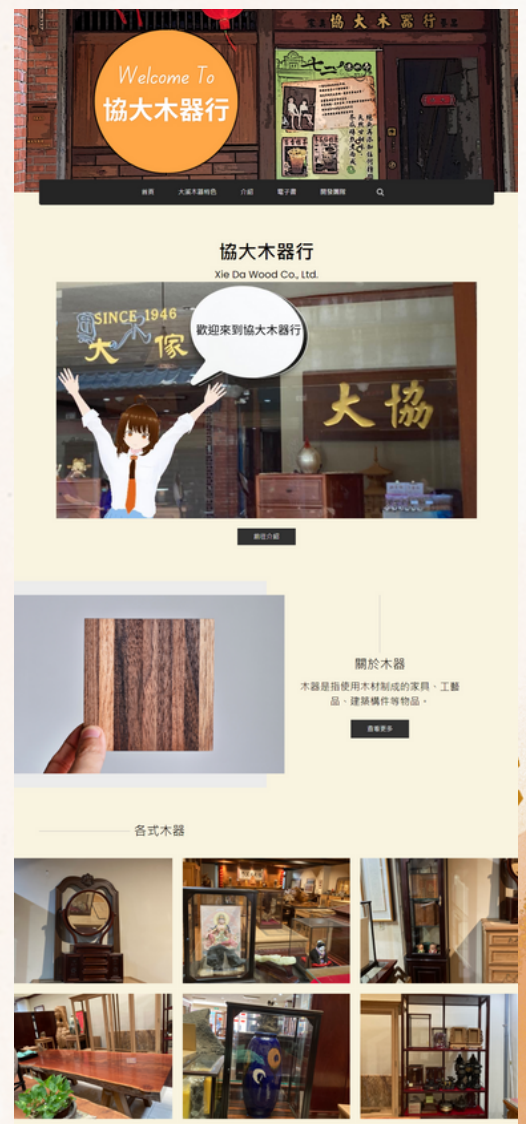 協大木器行
Welcome To
協大木器行
七二
首頁
大溪木器特色
介紹
電子書
開發團隊
協大木器行
Xie Da Wood Co., Ltd.
SINCE 1946
大
傢
歡迎來到協大木器行
大協
前往介紹
關於木器
木器是指使用木材制成的家具、工藝
品、建築構件等物品。
查看更多
各式木器